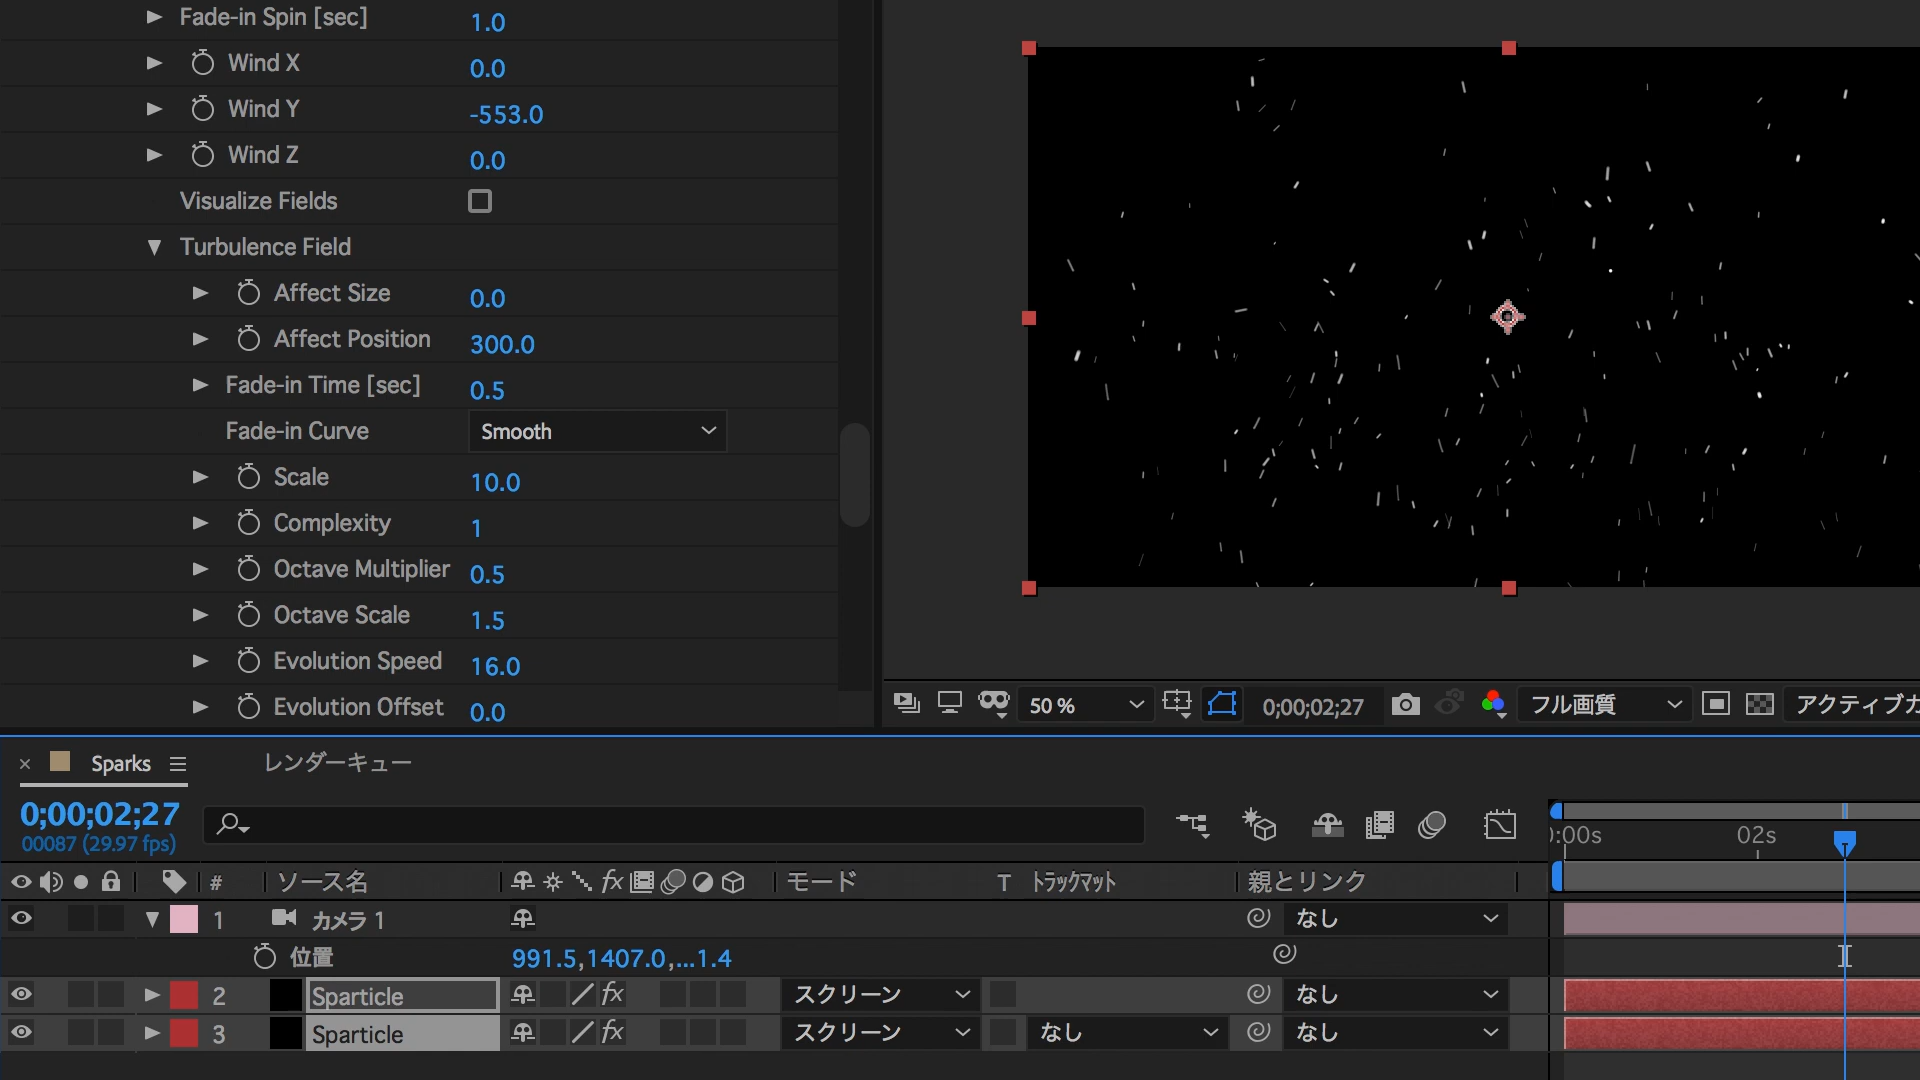 Fade-in Spin [sec] 1.0
Wind X 0.0
Wind Y -553.0
Wind Z 0.0
Visualize Fields
Turbulence Field
Affect Size 0.0
Affect Position 300.0
Fade-in Time [sec] 0.5
Fade-in Curve Smooth
Scale 10.0
Complexity 1
Octave Multiplier 0.5
Octave Scale 1.5
Evolution Speed 16.0
Evolution Offset 0.0
50 % 0;00;02;27 フル画質 アクティブカ
Sparks レンダーキュー
0;00;02;27
00087 (29.97 fps)
:00s 02s
# ソース名 fx モード T トラックマット 親とリンク
1 カメラ 1 なし
位置 991.5,1407.0,...1.4
2 Sparticle fx スクリーン なし
3 Sparticle fx スクリーン なし なし